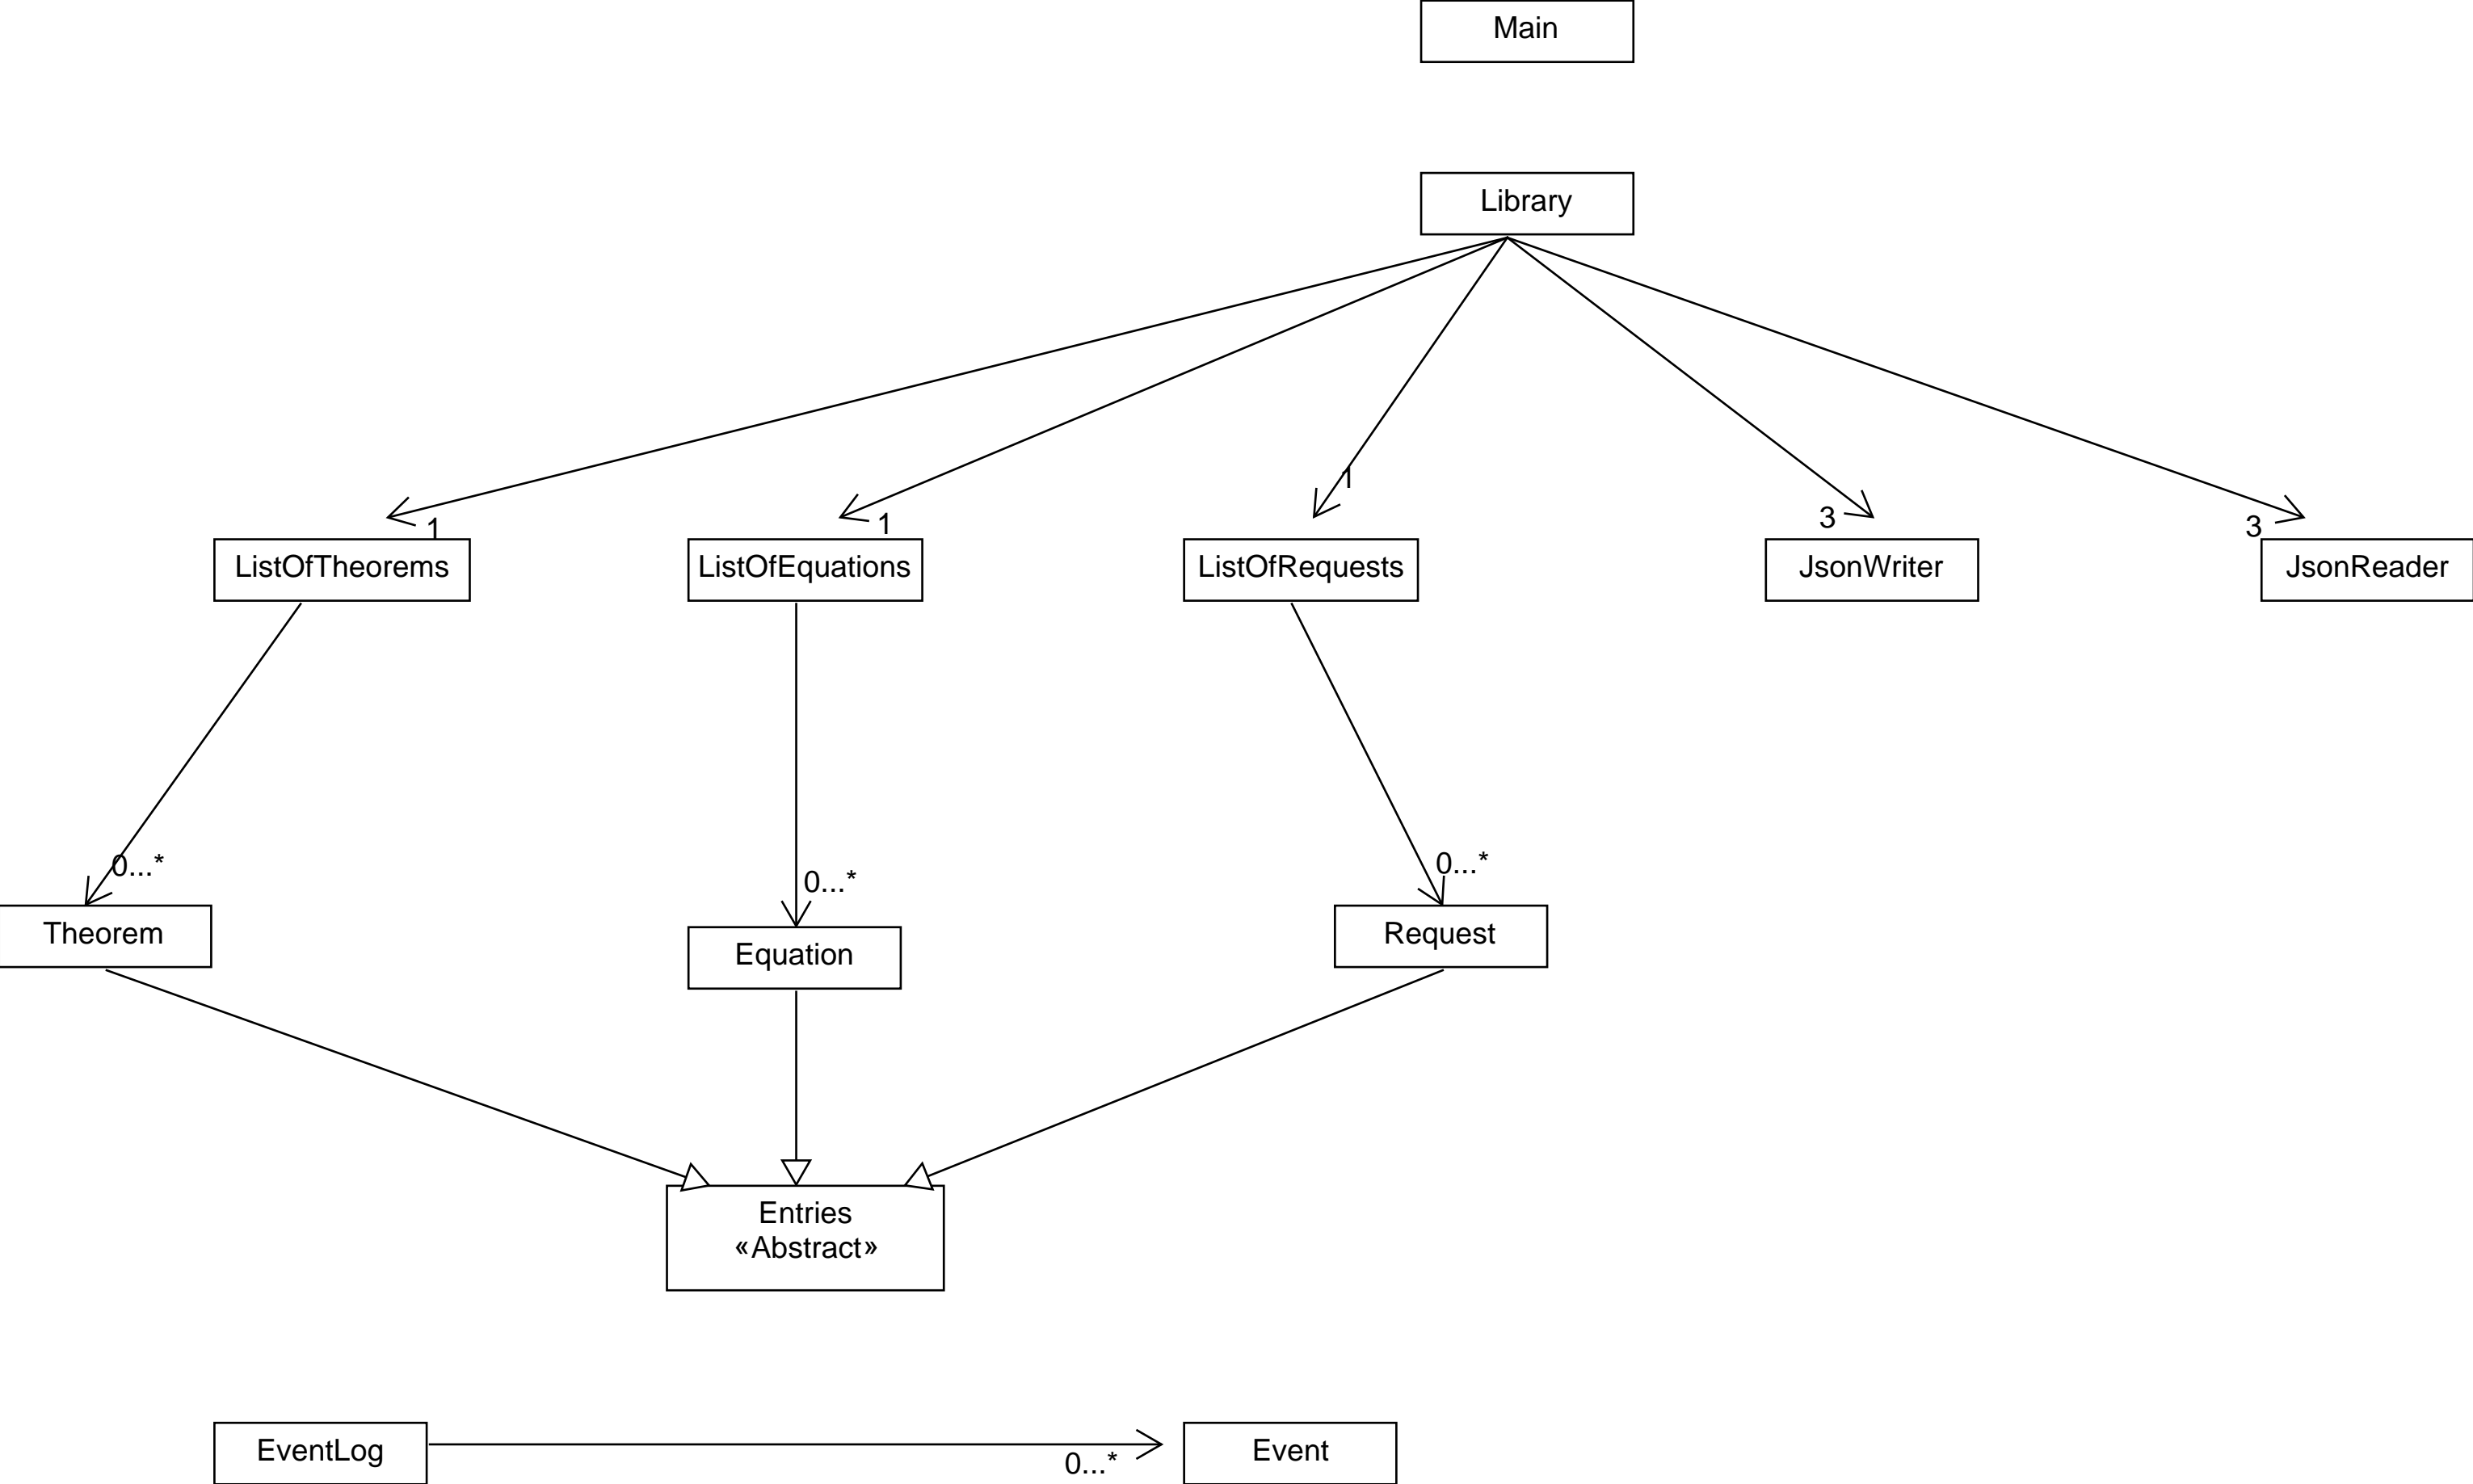 Main
Library
1
1
1
3
3
ListOfTheorems
ListOfEquations
ListOfRequests
JsonWriter
JsonReader
0...*
0...*
0...*
Theorem
Equation
Request
Entries
«Abstract»
EventLog
0...*
Event